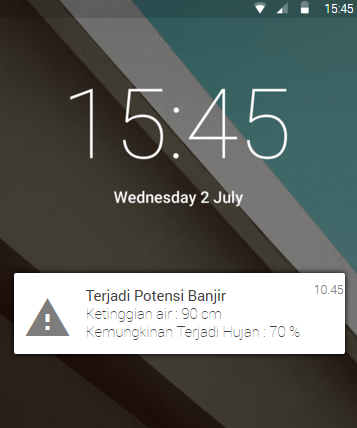 15:45
15:45
Wednesday 2 July
10.45
Terjadi Potensi Banjir
Ketinggian air : 90 cm
Kemungkinan Terjadi Hujan : 70 %